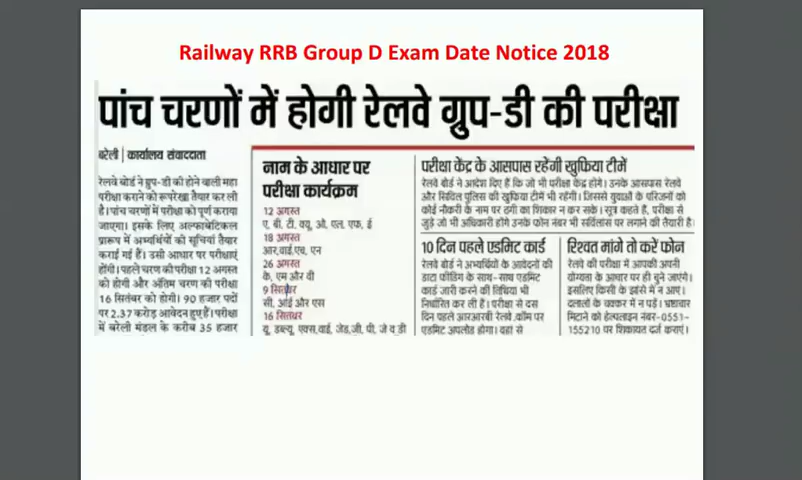 Railway RRB Group D Exam Date Notice 2018
पांच चरणों में होगी रेलवे ग्रुप-डी की परीक्षा
बरेली | कार्यालय संवाददाता
रेलवे बोर्ड ने ग्रुप-डी की होने वाली महा
परीक्षा कराने को रूपरेखा तैयार कर ली
है। पांच चरणों में परीक्षा को पूर्ण कराया
जाएगा। इसके लिए अल्फाबेटिकल
प्रारूप में अभ्यर्थियों की सूचियां तैयार
कराई गई हैं। उसी आधार पर परीक्षाएं
होंगी। पहले चरण की परीक्षा 12 अगस्त
को होगी और अंतिम चरण की परीक्षा
16 सितंबर को होगी। 90 हजार पदों
पर 2.37 करोड़ आवेदन हुए हैं। परीक्षा
में बरेली मंडल के करीब 35 हजार
नाम के आधार पर
परीक्षा कार्यक्रम
12 अगस्त
ए, बी, टी, क्यू, ओ, एल, एफ, ई
18 अगस्त
आर,वाई,एच, एन
26 अगस्त
के, एम और वी
9 सितंबर
सी, आई और एस
16 सितंबर
यू, डब्ल्यू, एक्स,वाई, जेड,जी, पी, जे व डी
परीक्षा केंद्र के आसपास रहेंगी खुफिया टीमें
रेलवे बोर्ड ने आदेश दिए हैं कि जो भी परीक्षा केंद्र होंगे। उनके आसपास रेलवे
और सिविल पुलिस की खुफिया टीमें भी रहेंगी। जिससे युवाओं के परिजनों को
कोई नौकरी के नाम पर ठगी का शिकार न कर सके। सूत्र कहते हैं, परीक्षा से
जुड़े जो भी अधिकारी होंगे उनके फोन नंबर भी सर्विलांस पर लगाने की तैयारी है।
10 दिन पहले एडमिट कार्ड
रेलवे बोर्ड ने अभ्यर्थियों के आवेदनों की
डाटा फीडिंग के साथ-साथ एडमिट
कार्ड जारी करने की तिथियां भी
निर्धारित कर ली हैं। परीक्षा से दस
दिन पहले आरआरबी रेलवे.कॉम पर
एडमिट अपलोड होगा। वहां से
रिश्वत मांगे तो करें फोन
रेलवे की परीक्षा में आपकी अपनी
योग्यता के आधार पर ही चुने जाएंगे।
इसलिए किसी के झांसे में न आए।
दलालों के चक्कर में न पड़ें। भ्रष्टाचार
मिटाने को हेल्पलाइन नंबर-0551-
155210 पर शिकायत दर्ज कराएं।